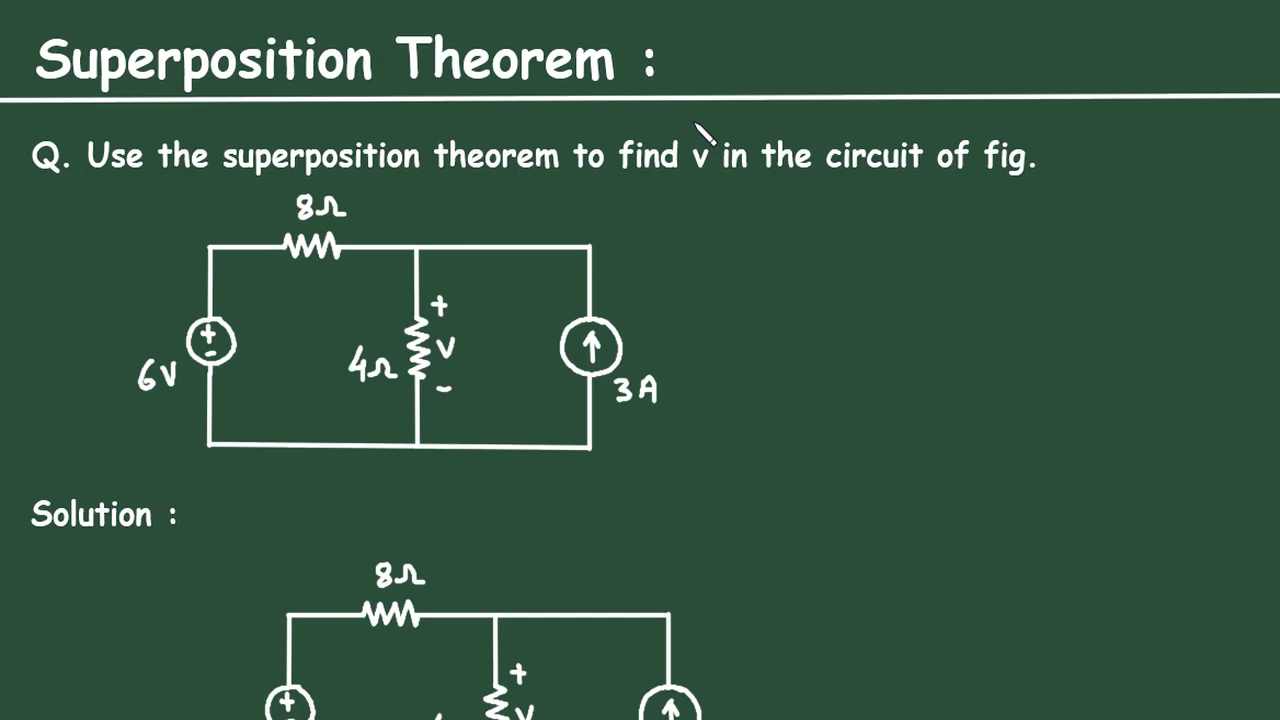 Superposition Theorem :
Q. Use the superposition theorem to find v in the circuit of fig.
8Ω
+
+
-
6V
4Ω
V
-
3A
Solution :
8Ω
+
+
V